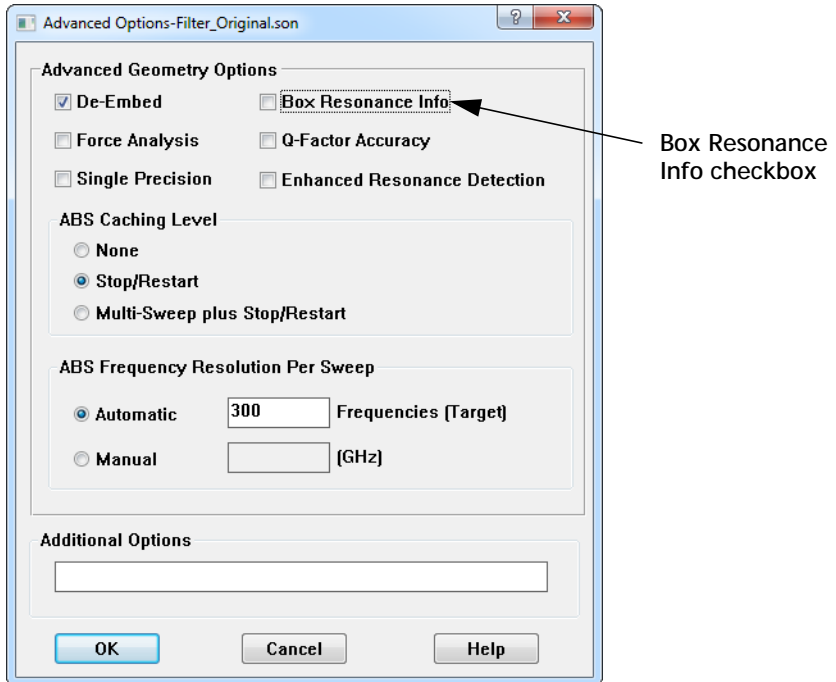 Advanced Options-Filter_Original.son
Advanced Geometry Options
De-Embed
Box Resonance Info
Force Analysis
Q-Factor Accuracy
Single Precision
Enhanced Resonance Detection
ABS Caching Level
None
Stop/Restart
Multi-Sweep plus Stop/Restart
ABS Frequency Resolution Per Sweep
Automatic
300
Frequencies (Target)
Manual
(GHz)
Additional Options
OK
Cancel
Help
Box Resonance
Info checkbox